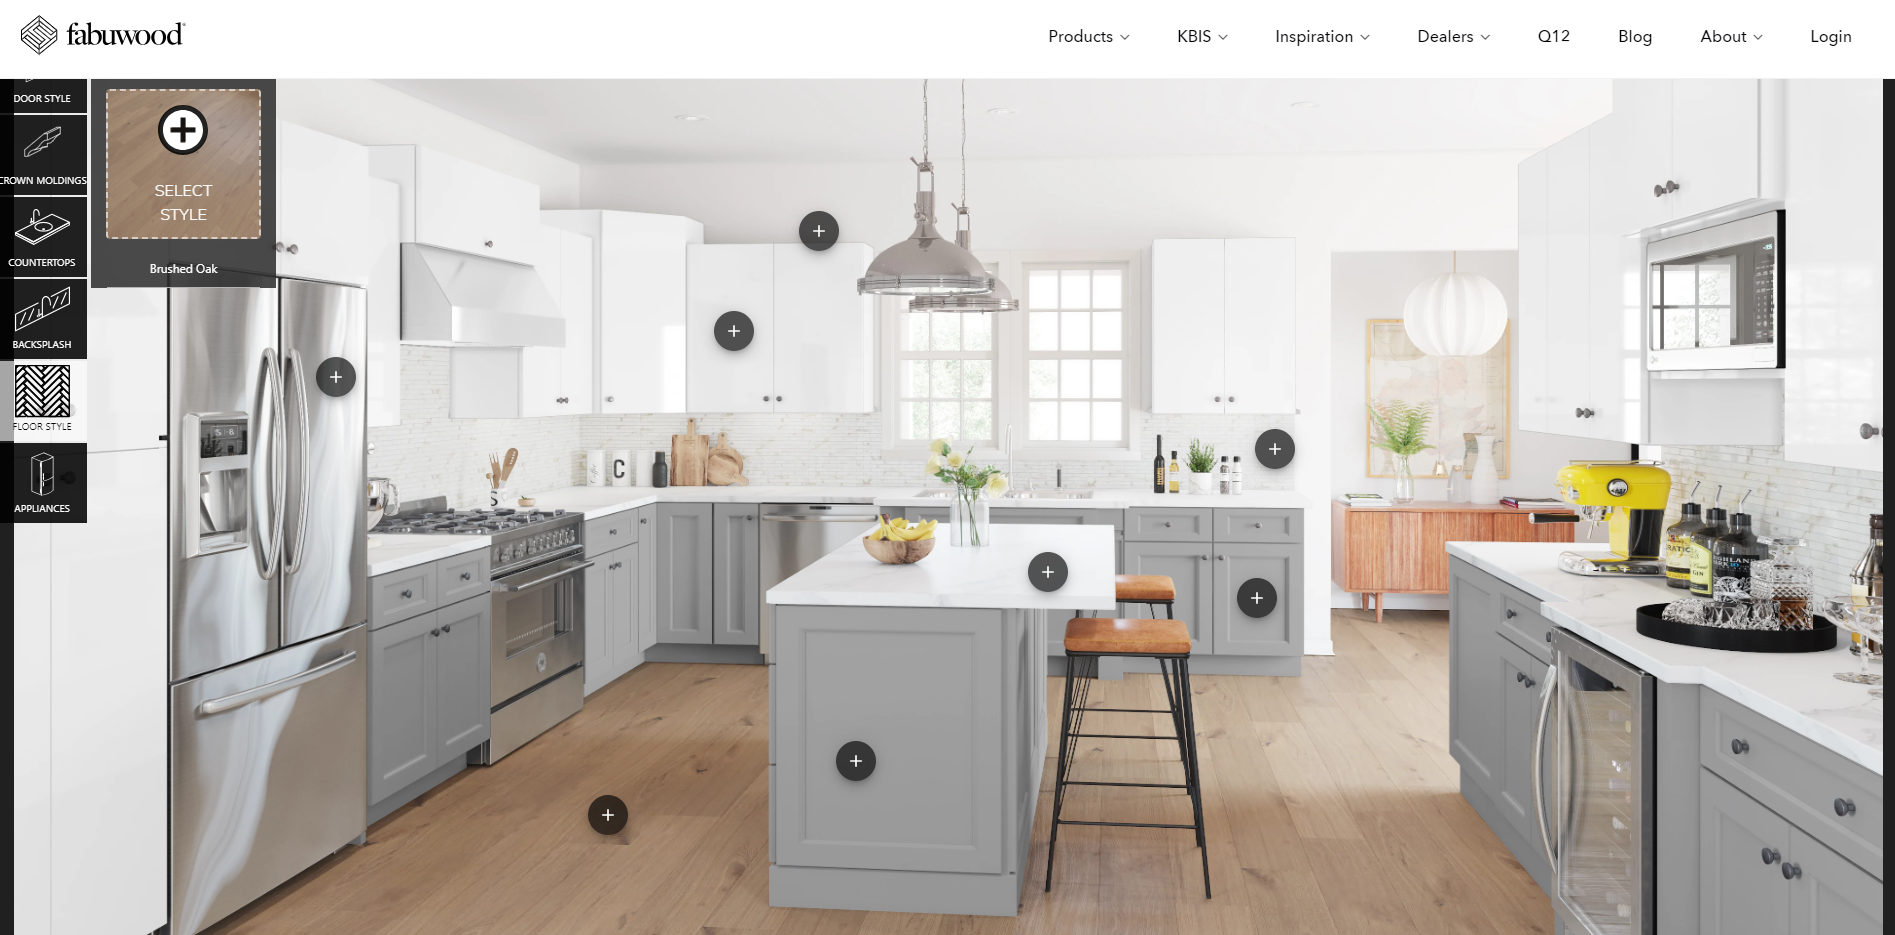 fabuwood
Products
KBIS
Inspiration
Dealers
Q12
Blog
About
Login
DOOR STYLE
CROWN MOLDINGS
COUNTERTOPS
BACKSPLASH
FLOOR STYLE
APPLIANCES
SELECT
STYLE
Brushed Oak
C
S
GIN